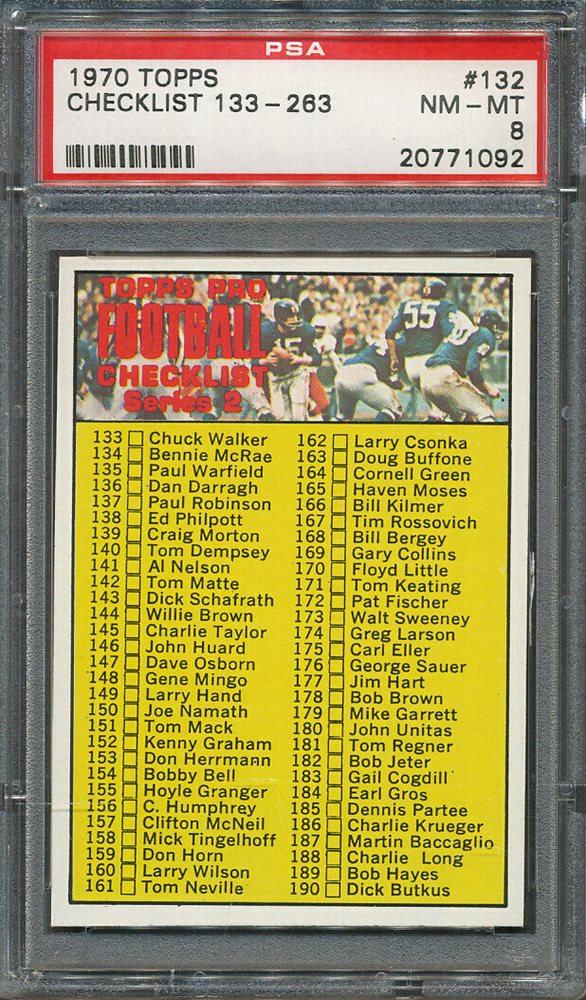 PSA
1970 TOPPS #132
CHECKLIST 133-263 NM-MT
8
20771092
TOPPS PRO
FOOTBALL
CHECKLIST
Series 2
15
55
133 Chuck Walker
134 Bennie McRae
135 Paul Warfield
136 Dan Darragh
137 Paul Robinson
138 Ed Philpott
139 Craig Morton
140 Tom Dempsey
141 Al Nelson
142 Tom Matte
143 Dick Schafrath
144 Willie Brown
145 Charlie Taylor
146 John Huard
147 Dave Osborn
148 Gene Mingo
149 Larry Hand
150 Joe Namath
151 Tom Mack
152 Kenny Graham
153 Don Herrmann
154 Bobby Bell
155 Hoyle Granger
156 C. Humphrey
157 Clifton McNeil
158 Mick Tingelhoff
159 Don Horn
160 Larry Wilson
161 Tom Neville
162 Larry Csonka
163 Doug Buffone
164 Cornell Green
165 Haven Moses
166 Bill Kilmer
167 Tim Rossovich
168 Bill Bergey
169 Gary Collins
170 Floyd Little
171 Tom Keating
172 Pat Fischer
173 Walt Sweeney
174 Greg Larson
175 Carl Eller
176 George Sauer
177 Jim Hart
178 Bob Brown
179 Mike Garrett
180 John Unitas
181 Tom Regner
182 Bob Jeter
183 Gail Cogdill
184 Earl Gros
185 Dennis Partee
186 Charlie Krueger
187 Martin Baccaglio
188 Charlie Long
189 Bob Hayes
190 Dick Butkus